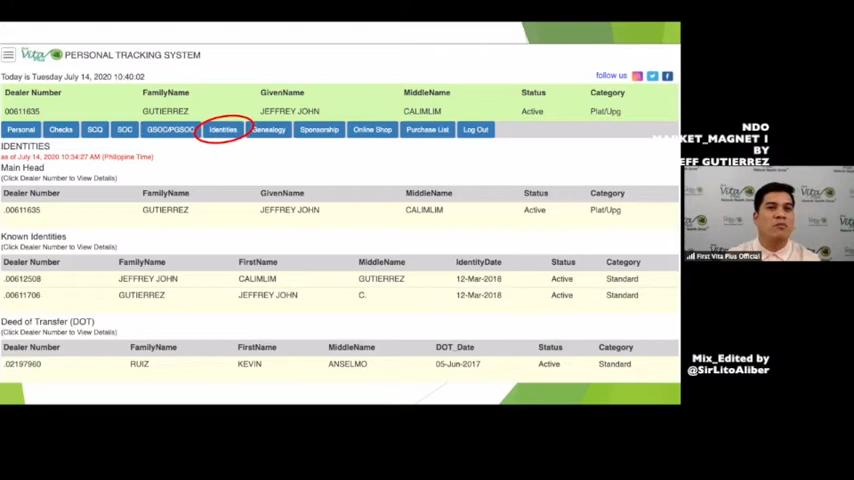 Vita Plus PERSONAL TRACKING SYSTEM
Today is Tuesday July 14, 2020 10:40:02
follow us
Dealer Number FamilyName GivenName MiddleName Status Category
00611635 GUTIERREZ JEFFREY JOHN CALIMLIM Active Plat/Upg
Personal Checks SCQ SOC GSOC/PGSOC Identities Genealogy Sponsorship Online Shop Purchase List Log Out
IDENTITIES
as of July 14, 2020 10:34:27 AM (Philipine Time)
Main Head
(Click Dealer Number to View Details)
Dealer Number FamilyName GivenName MiddleName Status Category
.00611635 GUTIERREZ JEFFREY JOHN CALIMLIM Active Plat/Upg
Known Identities
(Click Dealer Number to View Details)
Dealer Number FamilyName FirstName MiddleName IdentityDate Status Category
.00612508 JEFFREY JOHN CALIMLIM GUTIERREZ 12-Mar-2018 Active Standard
.00611706 GUTIERREZ JEFFREY JOHN C. 12-Mar-2018 Active Standard
Deed of Transfer (DOT)
(Click Dealer Number to View Details)
Dealer Number FamilyName FirstName MiddleName DOT_Date Status Category
.02197960 RUIZ KEVIN ANSELMO 05-Jun-2017 Active Standard
NDO
MARKET_MAGNET I
BY
JEFF GUTIERREZ
First Vita Plus Official
Mix_Edited by
@SirLitoAliber